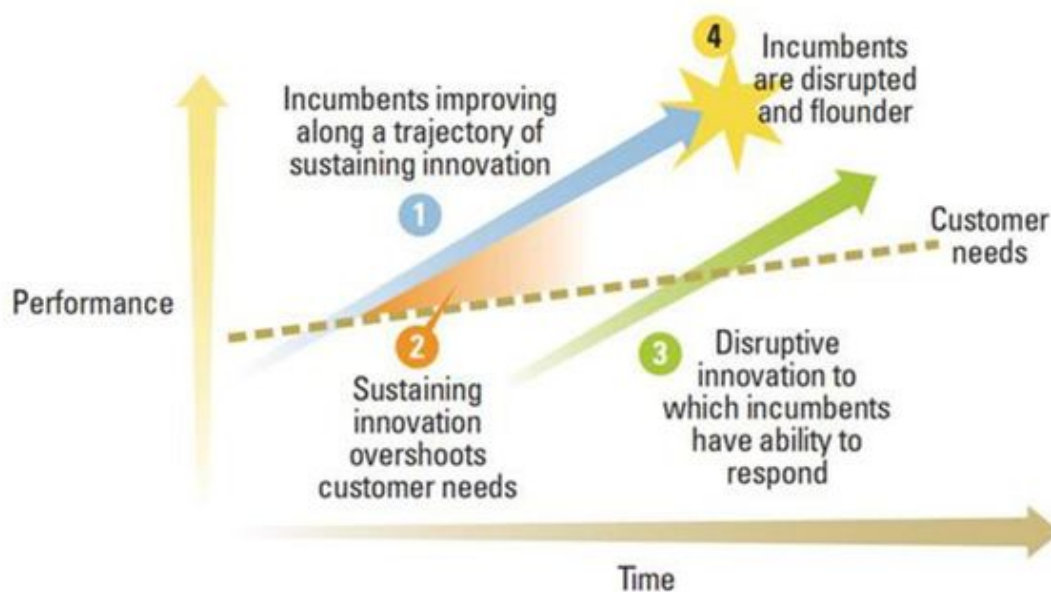 4
Incumbents
are disrupted
and flounder
Incumbents improving
along a trajectory of
sustaining innovation
1
Customer
needs
Performance
2
Sustaining
innovation
overshoots
customer needs
3
Disruptive
innovation to
which incumbents
have ability to
respond
Time